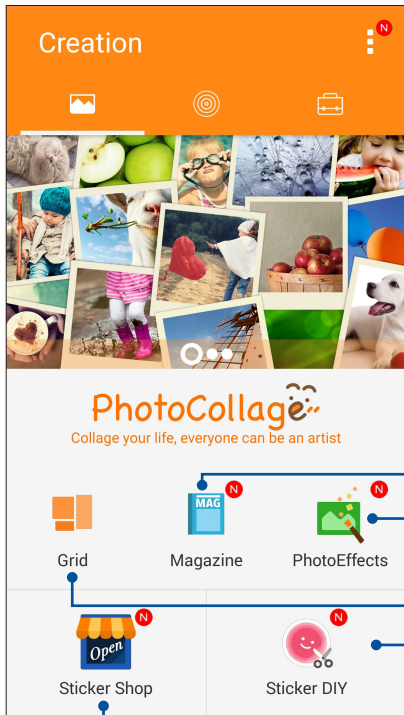 Creation
N
PhotoCollage
Collage your life, everyone can be an artist
MAG
N
N
Grid
Magazine
PhotoEffects
Open
N
N
Sticker Shop
Sticker DIY